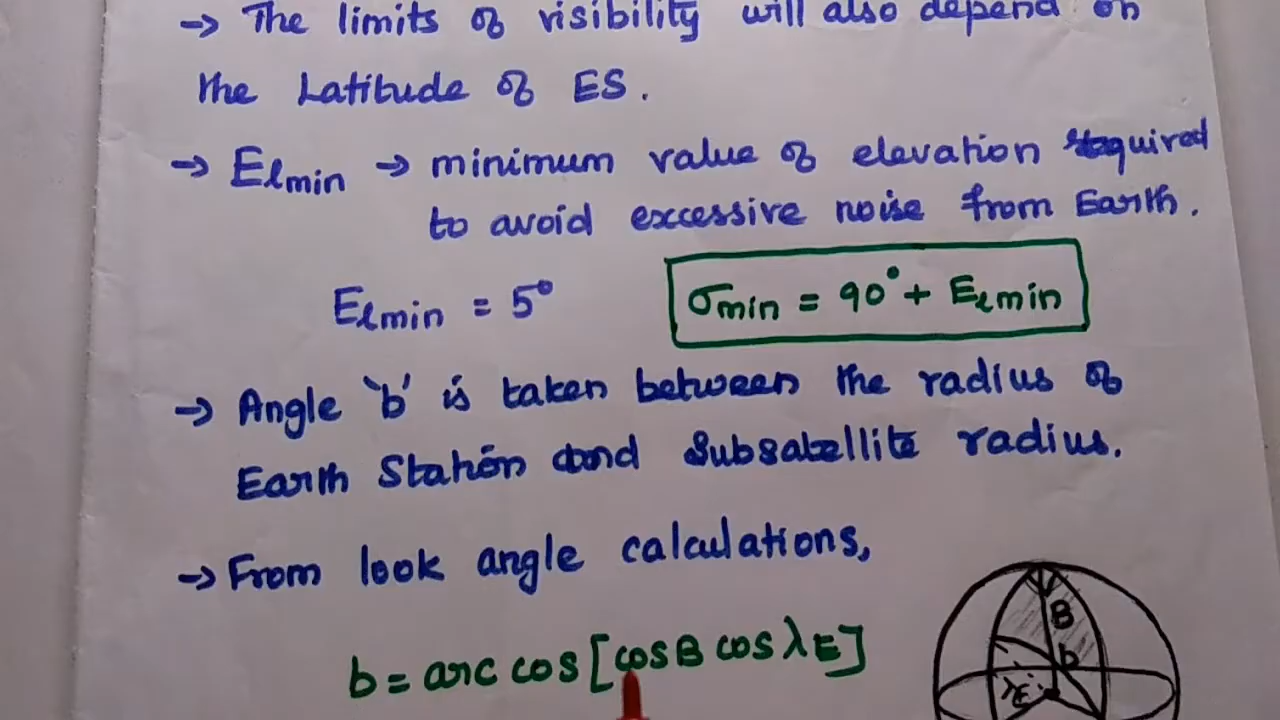 → The limits of visibility will also depend on
the Latitude of ES.
→ Elmin → minimum value of elevation required
to avoid excessive noise from Earth.
Elmin = 5° σmin = 90° + Elmin
→ Angle 'b' is taken between the radius of
Earth Station and Subsatellite radius.
→ From look angle calculations,
b = arc cos [cosB cos λE]
B
b
λE